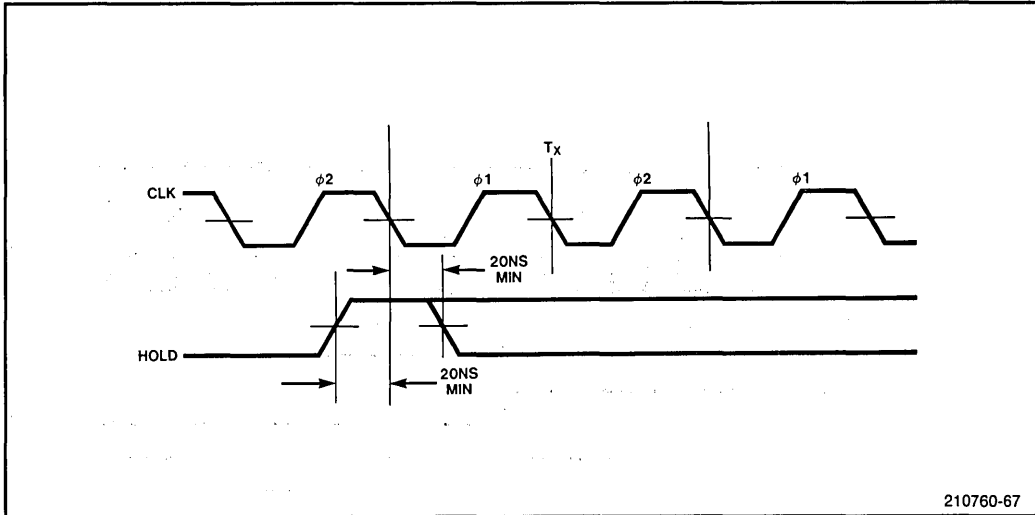 Tx
CLK
ϕ2
ϕ1
ϕ2
ϕ1
20NS
MIN
HOLD
20NS
MIN
210760-67